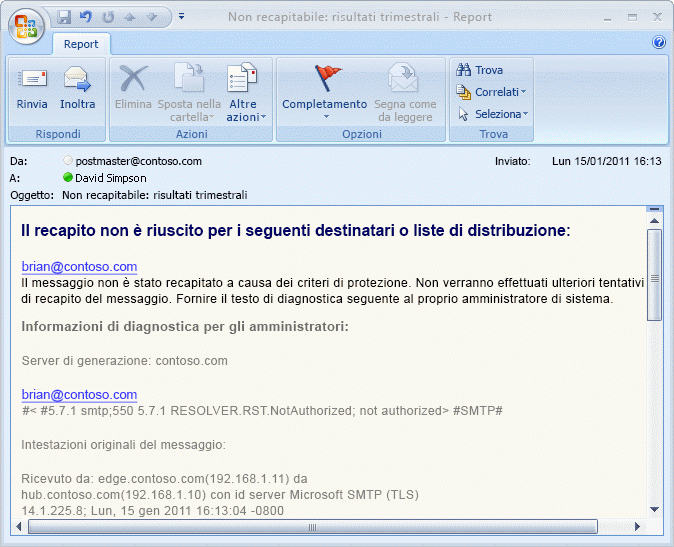 Non recapitabile: risultati trimestrali - Report
Report
Rinvia
Inoltra
Rispondi
Elimina
Sposta nella
cartella
Altre
azioni
Azioni
Completamento
Segna come
da leggere
Opzioni
Trova
Correlati
Seleziona
Trova
Da: postmaster@contoso.com Inviato: Lun 15/01/2011 16:13
A: David Simpson
Oggetto: Non recapitabile: risultati trimestrali
Il recapito non è riuscito per i seguenti destinatari o liste di distribuzione:
brian@contoso.com
Il messaggio non è stato recapitato a causa dei criteri di protezione. Non verranno effettuati ulteriori tentativi
di recapito del messaggio. Fornire il testo di diagnostica seguente al proprio amministratore di sistema.
Informazioni di diagnostica per gli amministratori:
Server di generazione: contoso.com
brian@contoso.com
#< #5.7.1 smtp;550 5.7.1 RESOLVER.RST.NotAuthorized; not authorized> #SMTP#
Intestazioni originali del messaggio:
Ricevuto da: edge.contoso.com(192.168.1.11) da
hub.contoso.com(192.168.1.10) con id server Microsoft SMTP (TLS)
14.1.225.8; Lun, 15 gen 2011 16:13:04 -0800